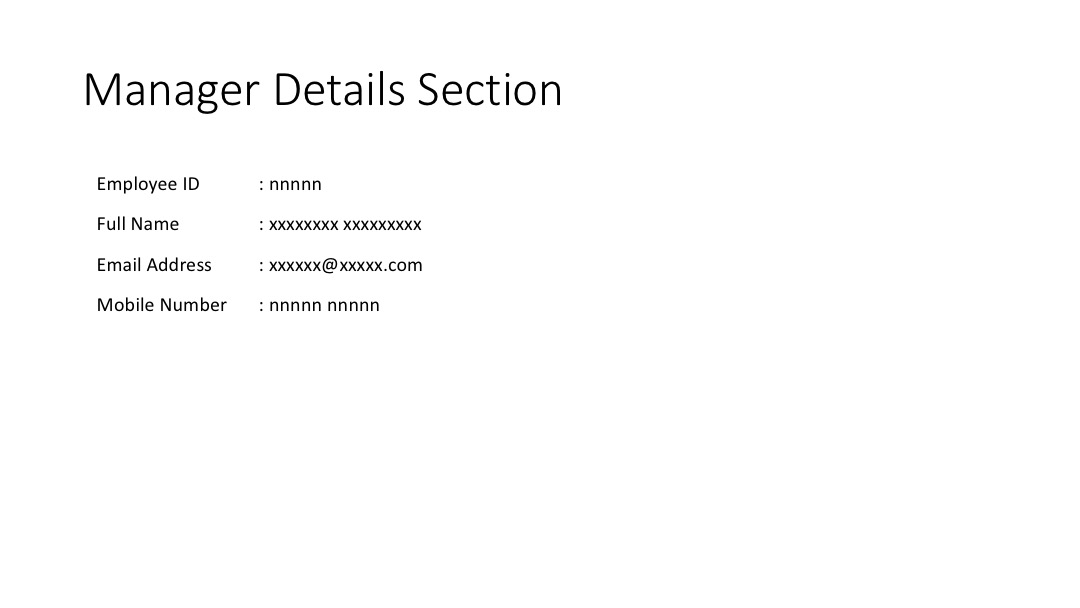 Manager Details Section
Employee ID : nnnnn
Full Name : xxxxxxxx xxxxxxxxx
Email Address : xxxxxx@xxxxx.com
Mobile Number : nnnnn nnnnn